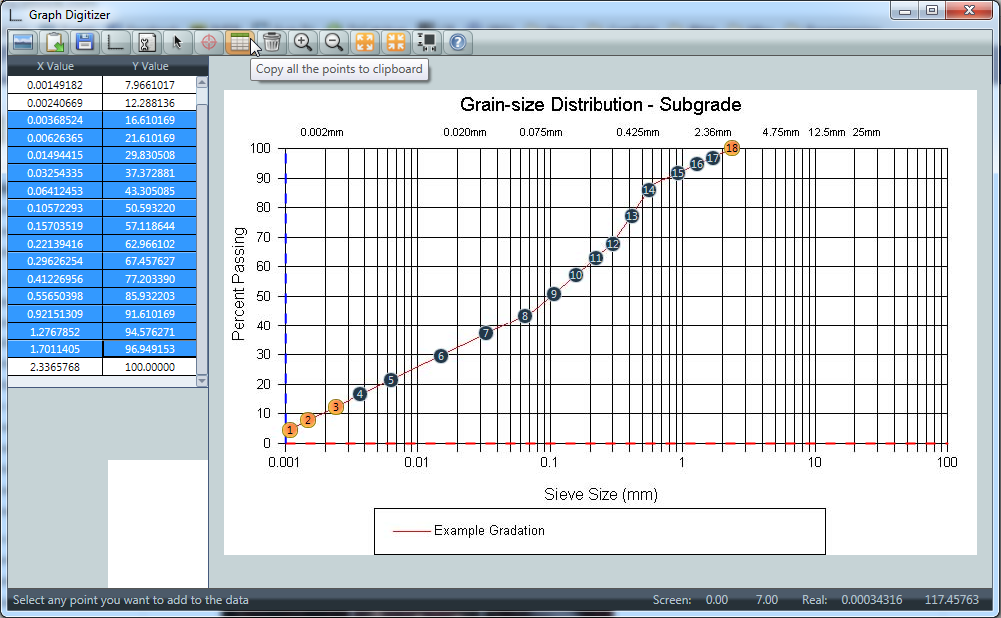 Graph Digitizer
Copy all the points to clipboard
X Value Y Value
0.00149182 7.9661017
0.00240669 12.288136
0.00368524 16.610169
0.00626365 21.610169
0.01494415 29.830508
0.03254335 37.372881
0.06412453 43.305085
0.10572293 50.593220
0.15703519 57.118644
0.22139416 62.966102
0.29626254 67.457627
0.41226956 77.203390
0.55650398 85.932203
0.92151309 91.610169
1.2767852 94.576271
1.7011405 96.949153
2.3365768 100.00000
Grain-size Distribution - Subgrade
0.002mm 0.020mm 0.075mm 0.425mm 2.36mm 4.75mm 12.5mm 25mm
Percent Passing
100
90
80
70
60
50
40
30
20
10
0
1 2 3 4 5 6 7 8 9 10 11 12 13 14 15 16 17 18
0.001 0.01 0.1 1 10 100
Sieve Size (mm)
Example Gradation
Select any point you want to add to the data
Screen: 0.00 7.00 Real: 0.00034316 117.45763